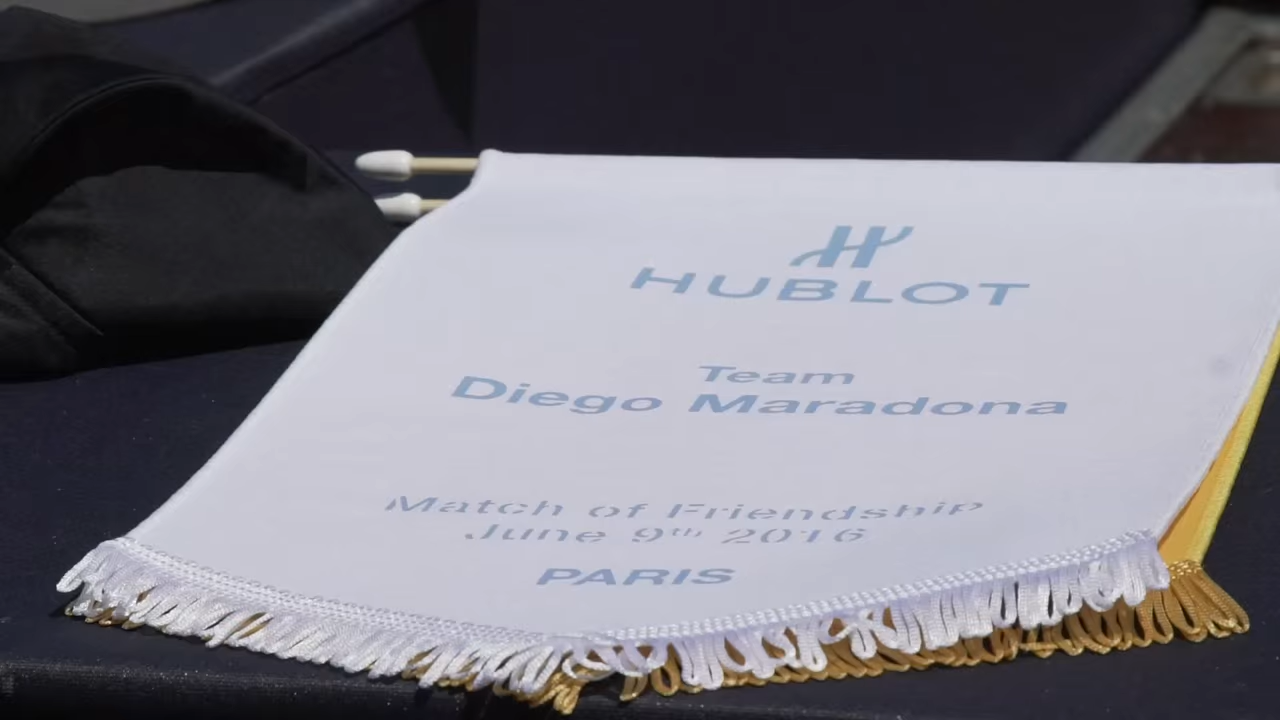 HUBLOT
Team
Diego Maradona
Match of Friendship
June 9th 2016
PARIS